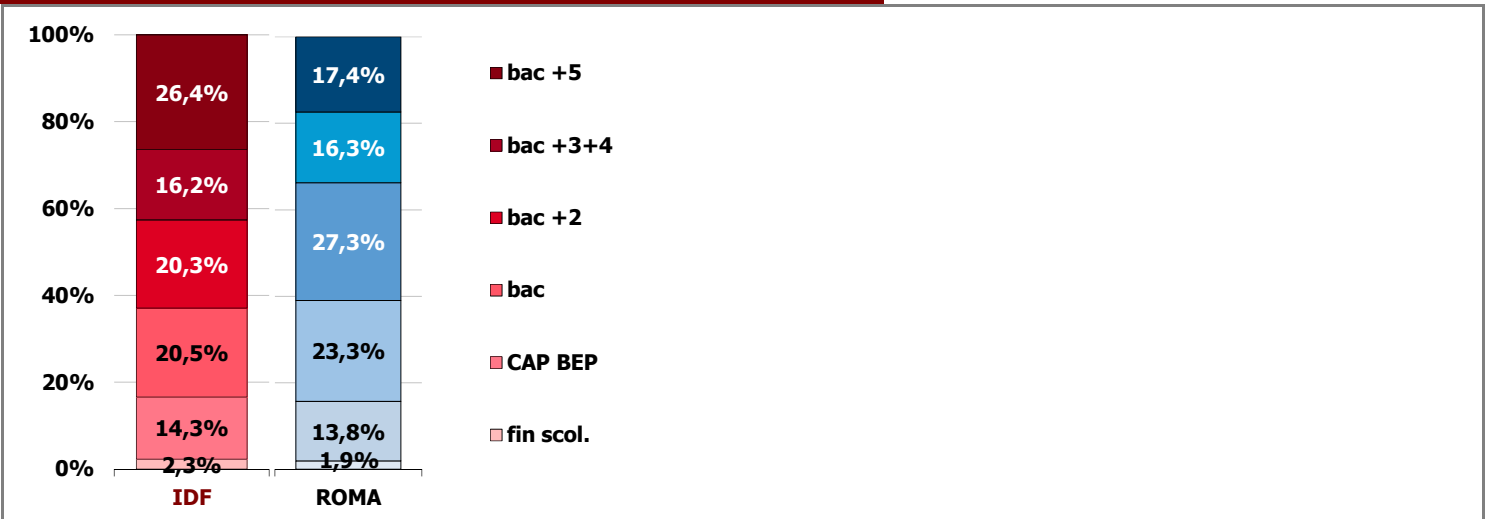 100%
80%
60%
40%
20%
0%
26,4%
16,2%
20,3%
20,5%
14,3%
2,3%
IDF
17,4%
16,3%
27,3%
23,3%
13,8%
1,9%
ROMA
bac +5
bac +3+4
bac +2
bac
CAP BEP
fin scol.